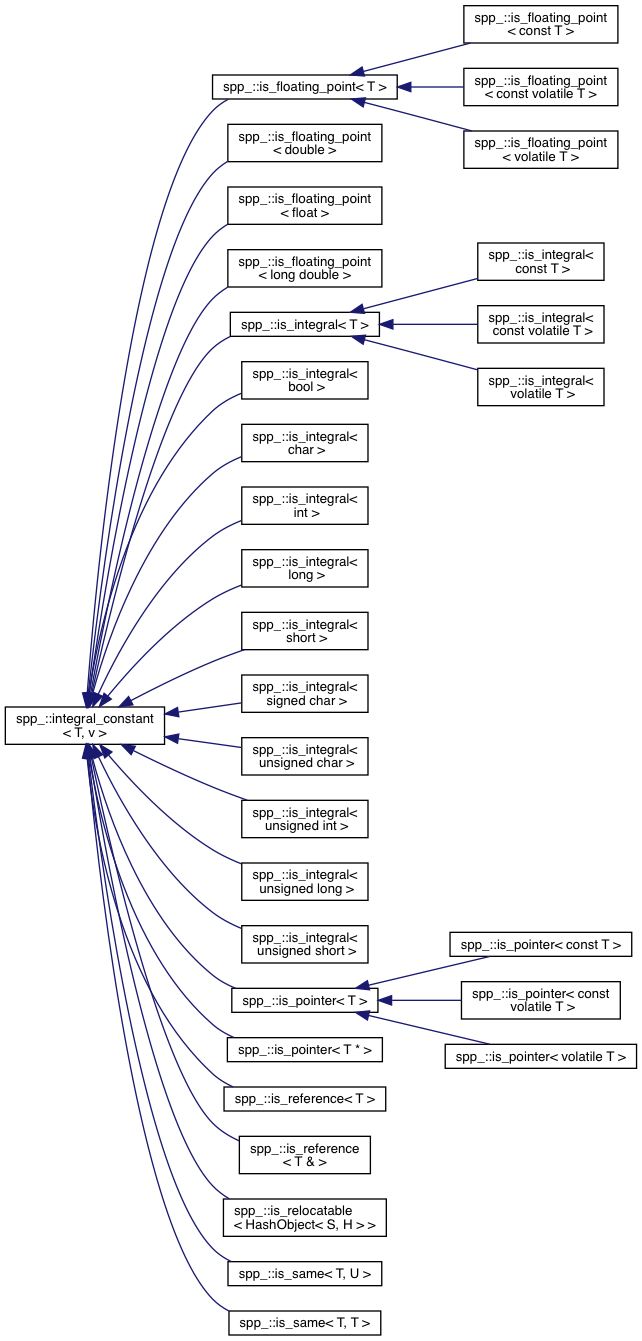 spp_::is_floating_point
< const T >
spp_::is_floating_point< T >
spp_::is_floating_point
< const volatile T >
spp_::is_floating_point
< volatile T >
spp_::is_floating_point
< double >
spp_::is_floating_point
< float >
spp_::is_floating_point
< long double >
spp_::is_integral<
const T >
spp_::is_integral< T >
spp_::is_integral<
const volatile T >
spp_::is_integral<
volatile T >
spp_::is_integral<
bool >
spp_::is_integral<
char >
spp_::is_integral<
int >
spp_::is_integral<
long >
spp_::is_integral<
short >
spp_::is_integral<
signed char >
spp_::integral_constant
< T, v >
spp_::is_integral<
unsigned char >
spp_::is_integral<
unsigned int >
spp_::is_integral<
unsigned long >
spp_::is_integral<
unsigned short >
spp_::is_pointer< const T >
spp_::is_pointer< T >
spp_::is_pointer< const
volatile T >
spp_::is_pointer< volatile T >
spp_::is_pointer< T * >
spp_::is_reference< T >
spp_::is_reference
< T & >
spp_::is_relocatable
< HashObject< S, H > >
spp_::is_same< T, U >
spp_::is_same< T, T >